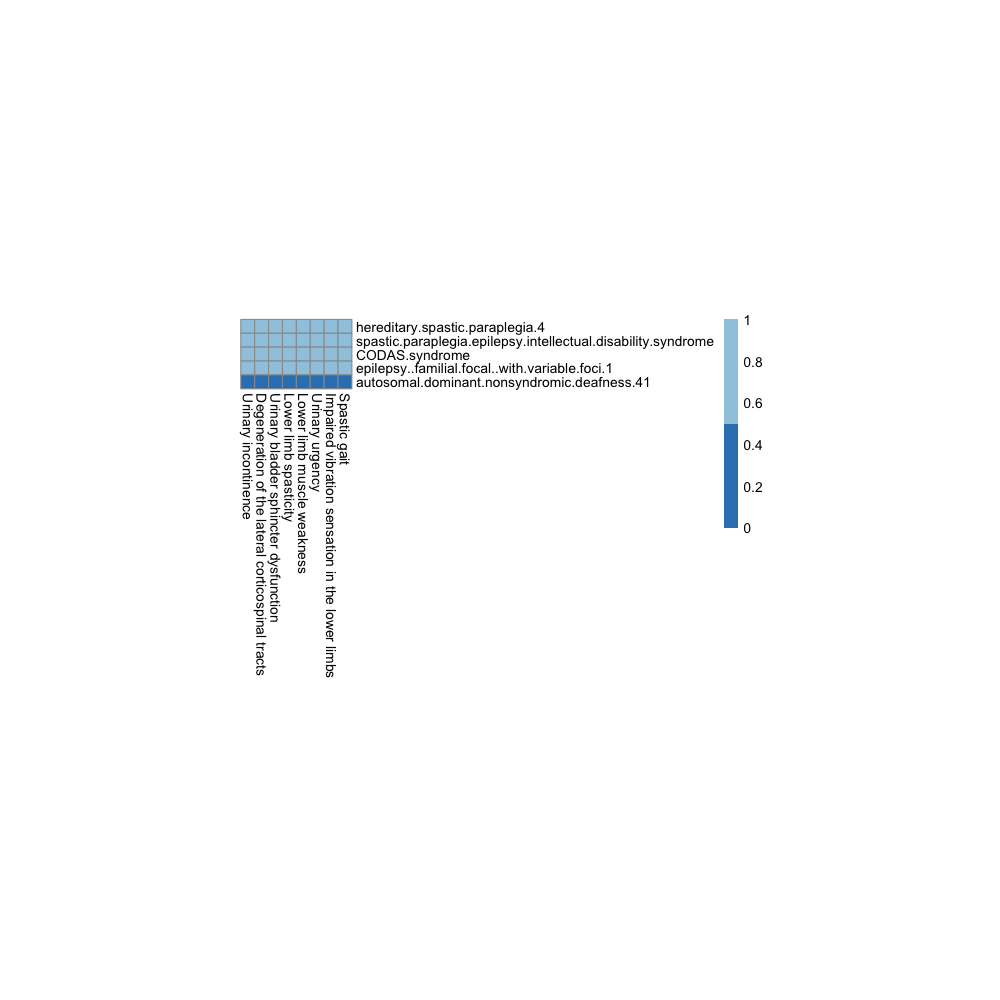 hereditary.spastic.paraplegia.4
spastic.paraplegia.epilepsy.intellectual.disability.syndrome
CODAS.syndrome
epilepsy..familial.focal..with.variable.foci.1
autosomal.dominant.nonsyndromic.deafness.41
Urinary incontinence
Degeneration of the lateral corticospinal tracts
Urinary bladder sphincter dysfunction
Lower limb spasticity
Lower limb muscle weakness
Urinary urgency
Impaired vibration sensation in the lower limbs
Spastic gait
1
0.8
0.6
0.4
0.2
0